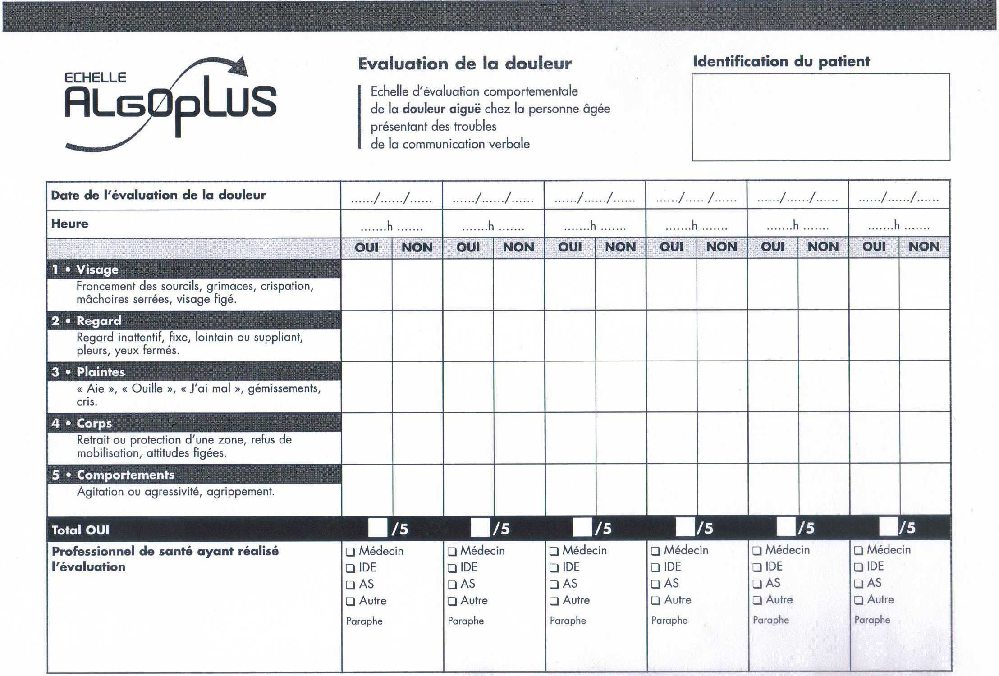 ECHELLE
ALGOPLUS
Evaluation de la douleur
Echelle d'évaluation comportementale
de la douleur aiguë chez la personne âgée
présentant des troubles
de la communication verbale
Identification du patient
Date de l'évaluation de la douleur ....../....../...... ....../....../...... ....../....../...... ....../....../...... ....../....../...... ....../....../......
Heure .......h ....... .......h ....... .......h ....... .......h ....... .......h ....... .......h .......
OUI NON OUI NON OUI NON OUI NON OUI NON OUI NON
1 • Visage
Froncement des sourcils, grimaces, crispation,
mâchoires serrées, visage figé.
2 • Regard
Regard inattentif, fixe, lointain ou suppliant,
pleurs, yeux fermés.
3 • Plaintes
« Aie », « Ouille », « J'ai mal », gémissements,
cris.
4 • Corps
Retrait ou protection d'une zone, refus de
mobilisation, attitudes figées.
5 • Comportements
Agitation ou agressivité, agrippement.
Total OUI /5 /5 /5 /5 /5 /5
Professionnel de santé ayant réalisé
l'évaluation
❏ Médecin ❏ Médecin ❏ Médecin ❏ Médecin ❏ Médecin ❏ Médecin
❏ IDE ❏ IDE ❏ IDE ❏ IDE ❏ IDE ❏ IDE
❏ AS ❏ AS ❏ AS ❏ AS ❏ AS ❏ AS
❏ Autre ❏ Autre ❏ Autre ❏ Autre ❏ Autre ❏ Autre
Paraphe Paraphe Paraphe Paraphe Paraphe Paraphe